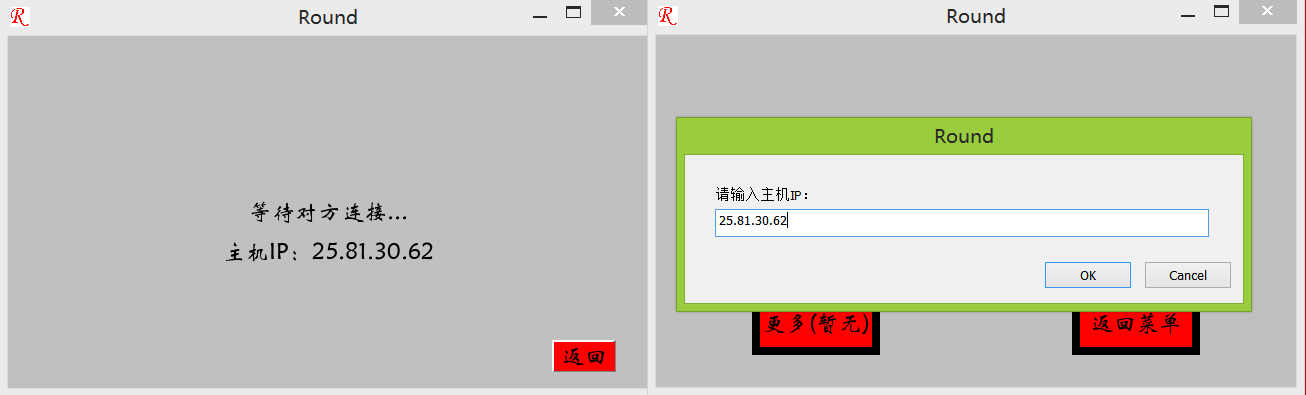 Round
等待对方连接...
主机IP：25.81.30.62
返回
Round
Round
请输入主机IP：
25.81.30.62
OK
Cancel
更多(暂无)
返回菜单